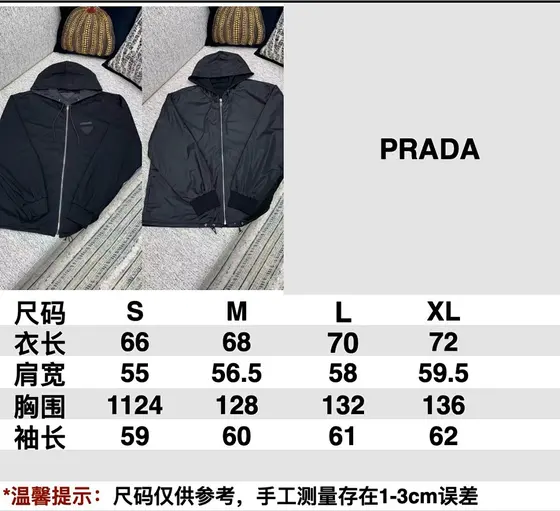 PRADA
尺码 S M L XL
衣长 66 68 70 72
肩宽 55 56.5 58 59.5
胸围 1124 128 132 136
袖长 59 60 61 62
*温馨提示：尺码仅供参考，手工测量存在1-3cm误差